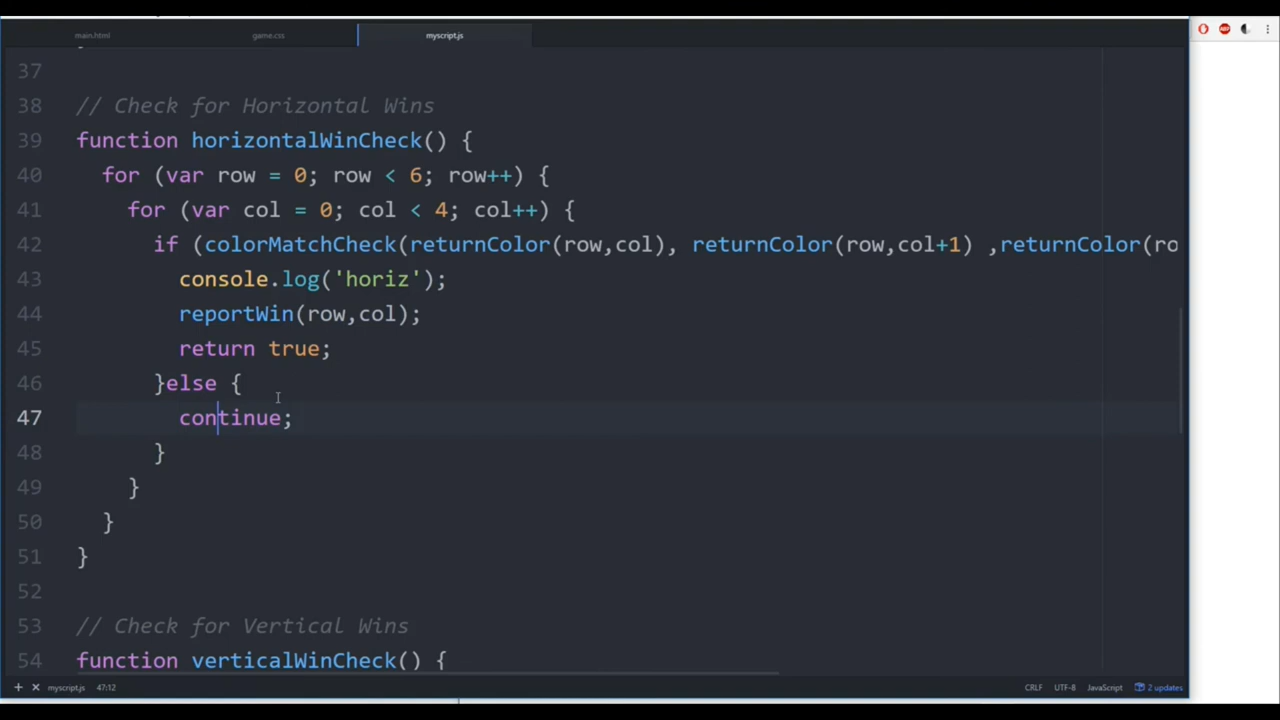 main.html game.css myscript.js
37
38 // Check for Horizontal Wins
39 function horizontalWinCheck() {
40 for (var row = 0; row < 6; row++) {
41 for (var col = 0; col < 4; col++) {
42 if (colorMatchCheck(returnColor(row,col), returnColor(row,col+1) ,returnColor(ro
43 console.log('horiz');
44 reportWin(row,col);
45 return true;
46 }else {
47 continue;
48 }
49 }
50 }
51 }
52
53 // Check for Vertical Wins
54 function verticalWinCheck() {
+ × myscript.js 47:12 CRLF UTF-8 JavaScript 2 updates